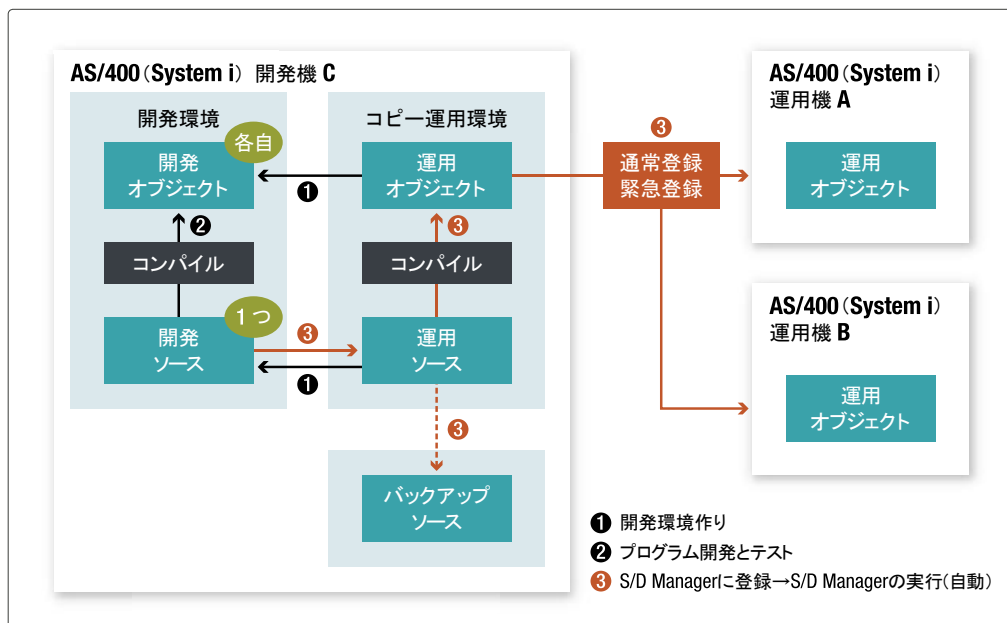 AS/400(System i) 開発機 C
開発環境
各自
開発
オブジェクト
❶
❷
コンパイル
1つ
開発
ソース
❸
❶
コピー運用環境
運用
オブジェクト
❸
コンパイル
運用
ソース
❸
バックアップ
ソース
❸
通常登録
緊急登録
AS/400(System i)
運用機 A
運用
オブジェクト
AS/400(System i)
運用機 B
運用
オブジェクト
❶ 開発環境作り
❷ プログラム開発とテスト
❸ S/D Managerに登録→S/D Managerの実行(自動)